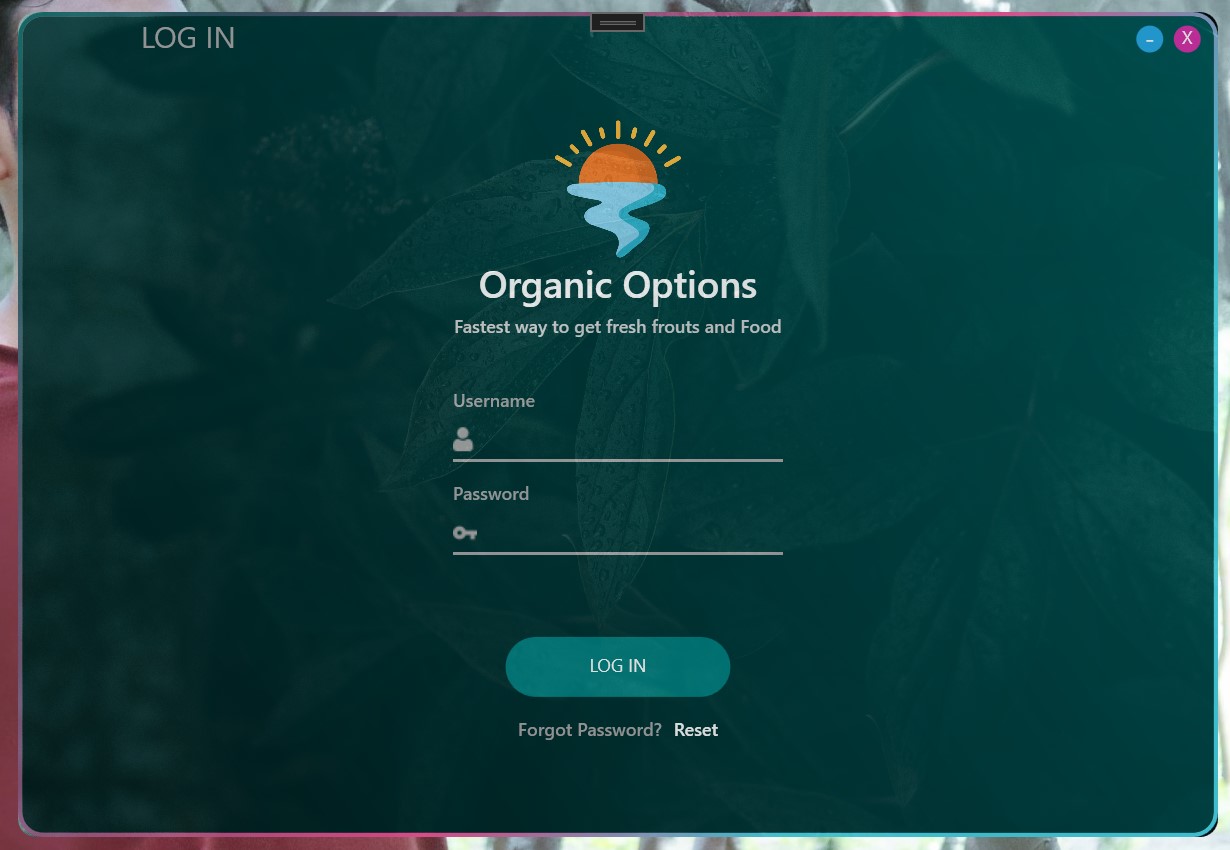 LOG IN
- X
Organic Options
Fastest way to get fresh frouts and Food
Username
Password
LOG IN
Forgot Password? Reset